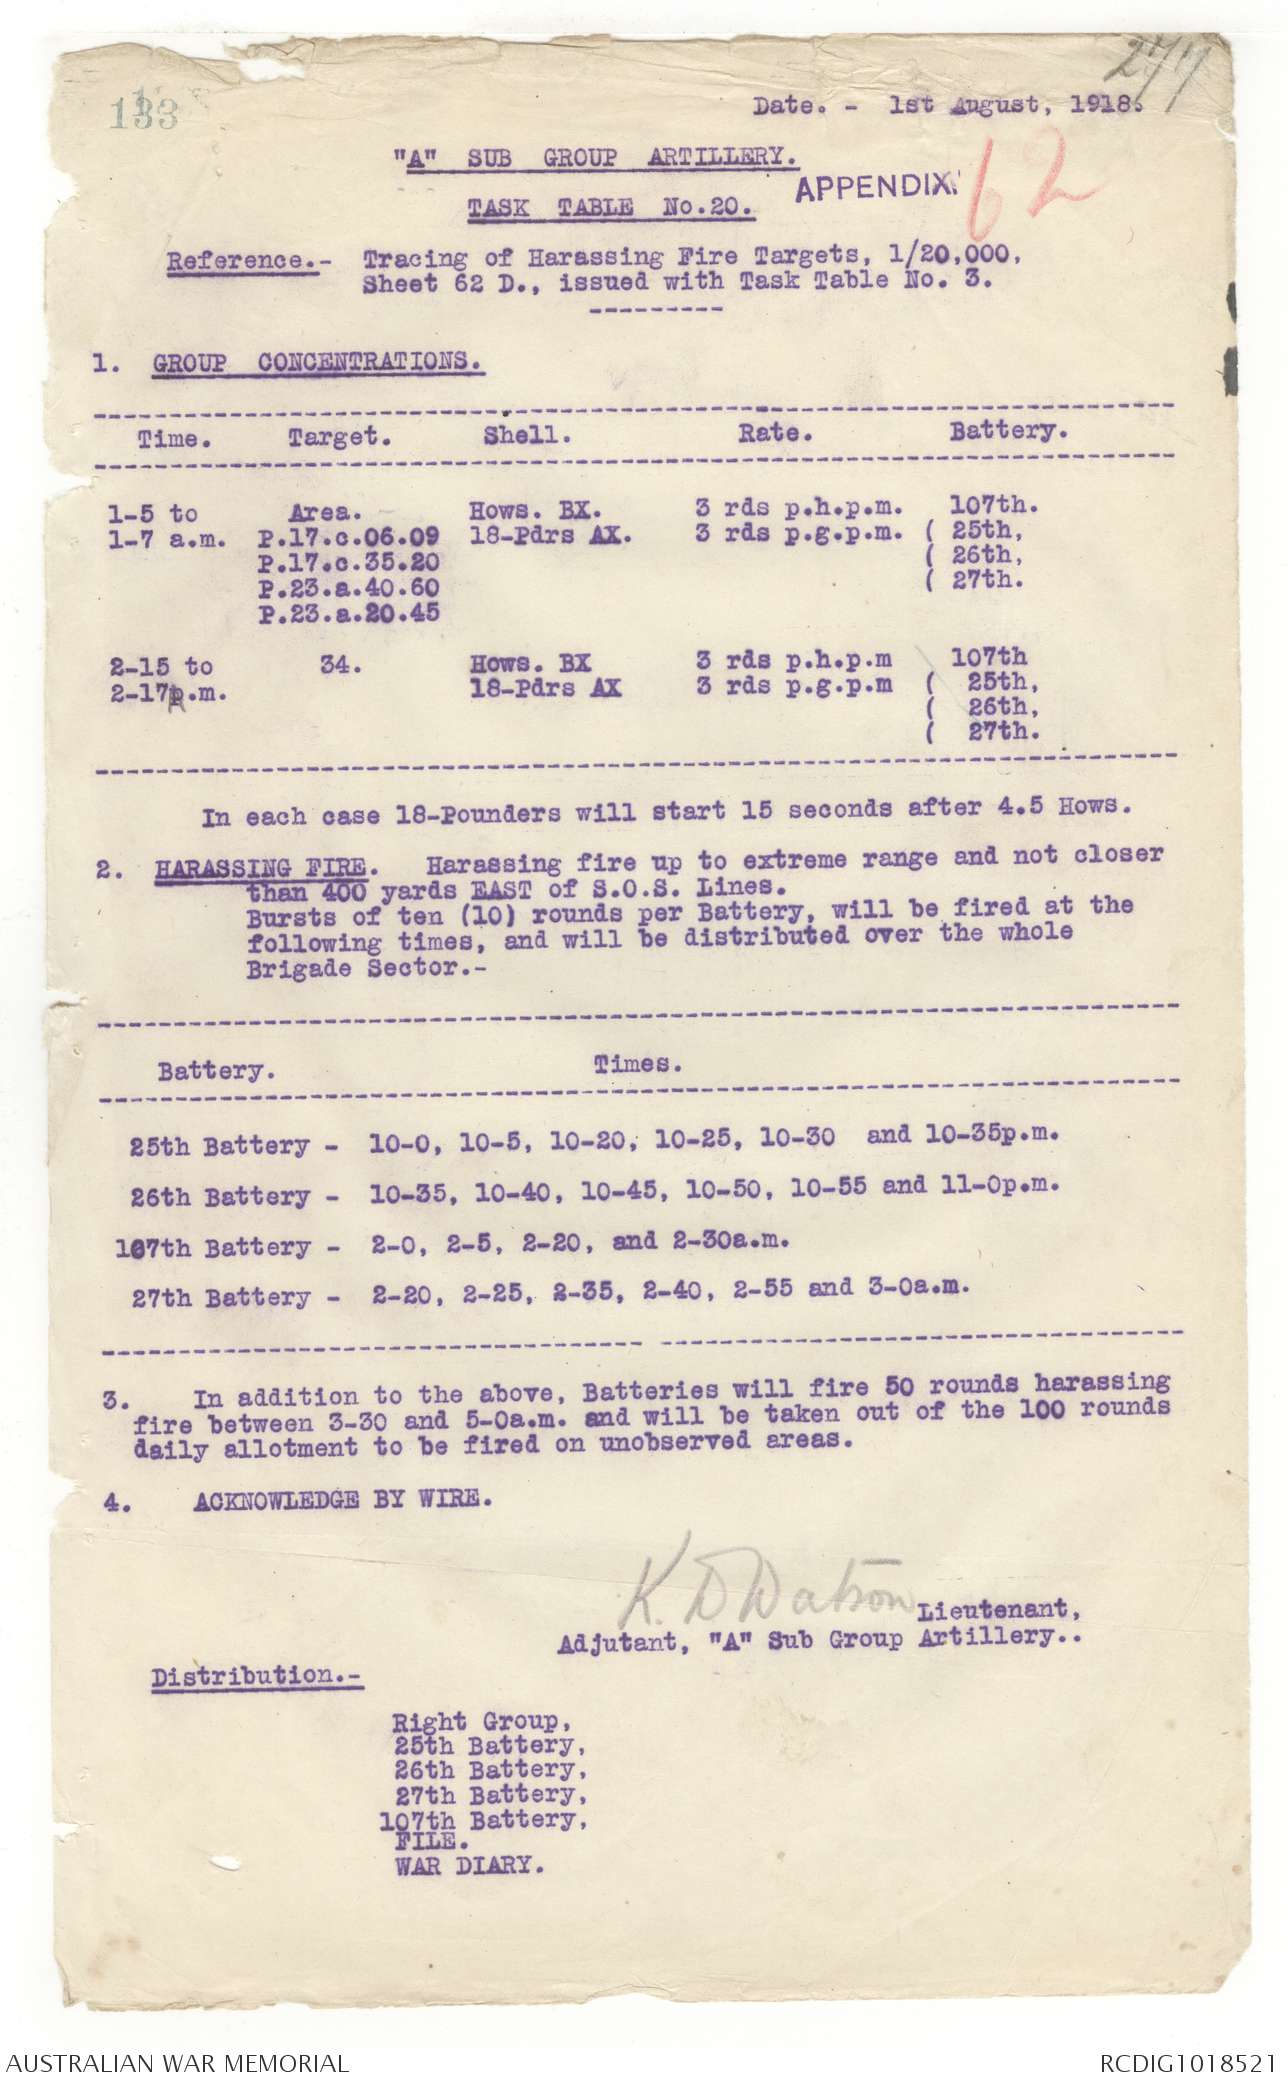 133
277
Date. - 1st August, 1918.
"A" SUB GROUP ARTILLERY.
APPENDIX 62
TASK TABLE No.20.
Reference.- Tracing of Harassing Fire Targets, 1/20,000,
Sheet 62 D., issued with Task Table No. 3.
1. GROUP CONCENTRATIONS.
Time. Target. Shell. Rate. Battery.
1-5 to Area. Hows. BX. 3 rds p.h.p.m. 107th.
1-7 a.m. P.17.c.06.09 18-Pdrs AX. 3 rds p.g.p.m. ( 25th,
P.17.c.35.20 ( 26th,
P.23.a.40.60 ( 27th.
P.23.a.20.45
2-15 to 34. Hows. BX 3 rds p.h.p.m 107th
2-17p.m. 18-Pdrs AX 3 rds p.g.p.m ( 25th,
( 26th,
( 27th.
In each case 18-Pounders will start 15 seconds after 4.5 Hows.
2. HARASSING FIRE. Harassing fire up to extreme range and not closer
than 400 yards EAST of S.O.S. Lines.
Bursts of ten (10) rounds per Battery, will be fired at the
following times, and will be distributed over the whole
Brigade Sector.-
Battery. Times.
25th Battery - 10-0, 10-5, 10-20, 10-25, 10-30 and 10-35p.m.
26th Battery - 10-35, 10-40, 10-45, 10-50, 10-55 and 11-0p.m.
107th Battery - 2-0, 2-5, 2-20, and 2-30a.m.
27th Battery - 2-20, 2-25, 2-35, 2-40, 2-55 and 3-0a.m.
3. In addition to the above, Batteries will fire 50 rounds harassing
fire between 3-30 and 5-0a.m. and will be taken out of the 100 rounds
daily allotment to be fired on unobserved areas.
4. ACKNOWLEDGE BY WIRE.
K. D Watson Lieutenant,
Adjutant, "A" Sub Group Artillery..
Distribution.-
Right Group,
25th Battery,
26th Battery,
27th Battery,
107th Battery,
FILE.
WAR DIARY.
AUSTRALIAN WAR MEMORIAL
RCDIG1018521